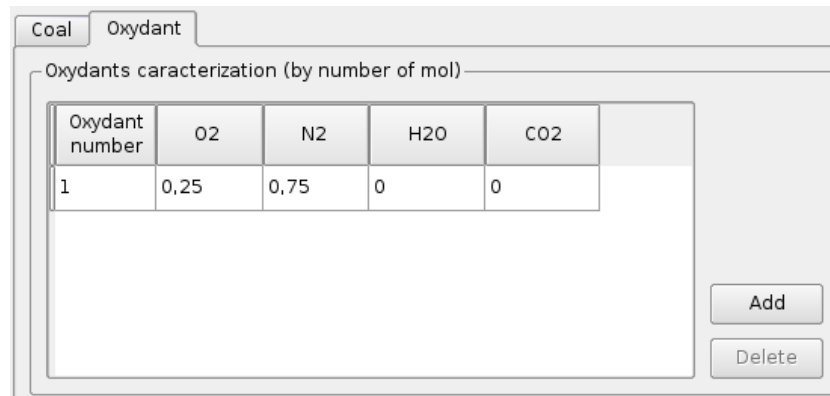 Coal Oxydant
Oxydants caracterization (by number of mol)
Oxydant number O2 N2 H2O CO2
1 0,25 0,75 0 0
Add
Delete